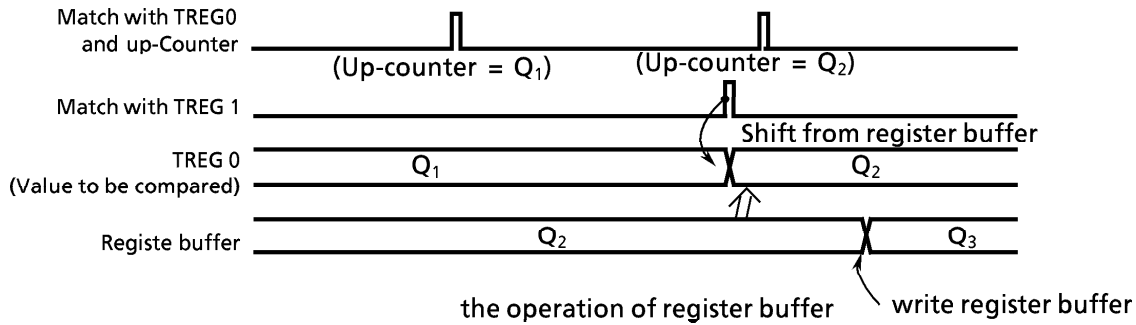 Match with TREG0
and up-Counter
(Up-counter = Q₁)
(Up-counter = Q₂)
Match with TREG 1
Shift from register buffer
TREG 0
(Value to be compared)
Q₁
Q₂
Registe buffer
Q₂
Q₃
the operation of register buffer
write register buffer